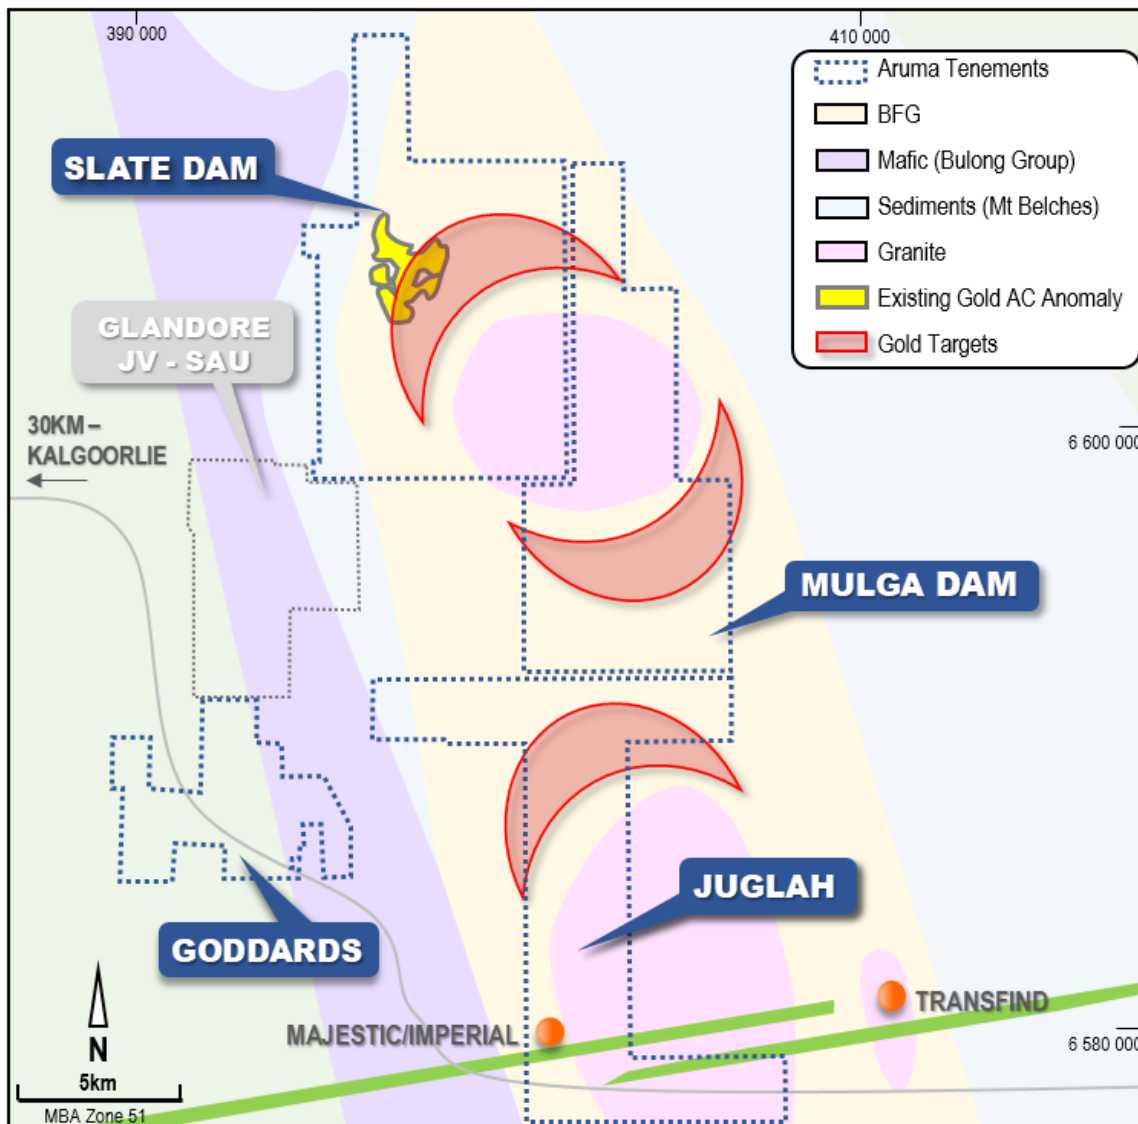 390 000
410 000
Aruma Tenements
BFG
Mafic (Bulong Group)
Sediments (Mt Belches)
Granite
Existing Gold AC Anomaly
Gold Targets
SLATE DAM
GLANDORE
JV - SAU
30KM –
KALGOORLIE
6 600 000
MULGA DAM
JUGLAH
GODDARDS
TRANSFIND
MAJESTIC/IMPERIAL
6 580 000
N
5km
MBA Zone 51